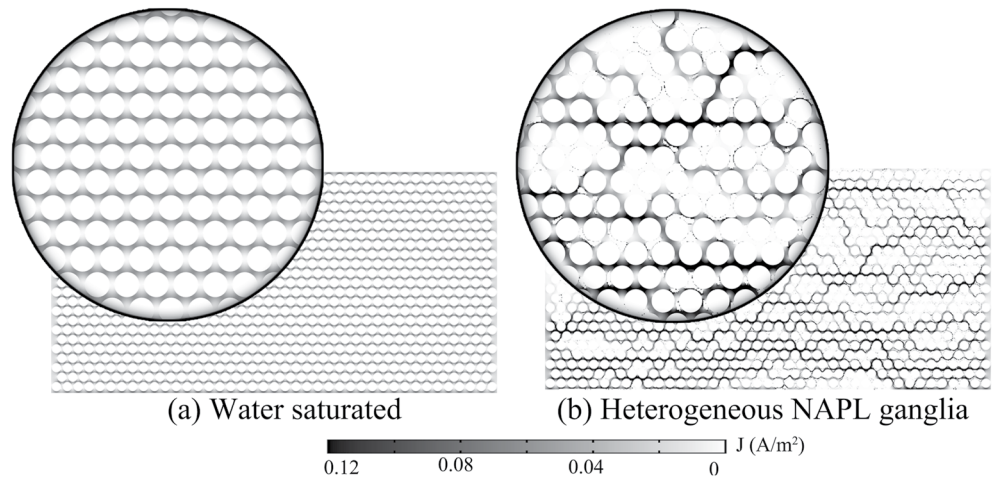 (a) Water saturated
(b) Heterogeneous NAPL ganglia
J (A/m²)
0.12 0.08 0.04 0